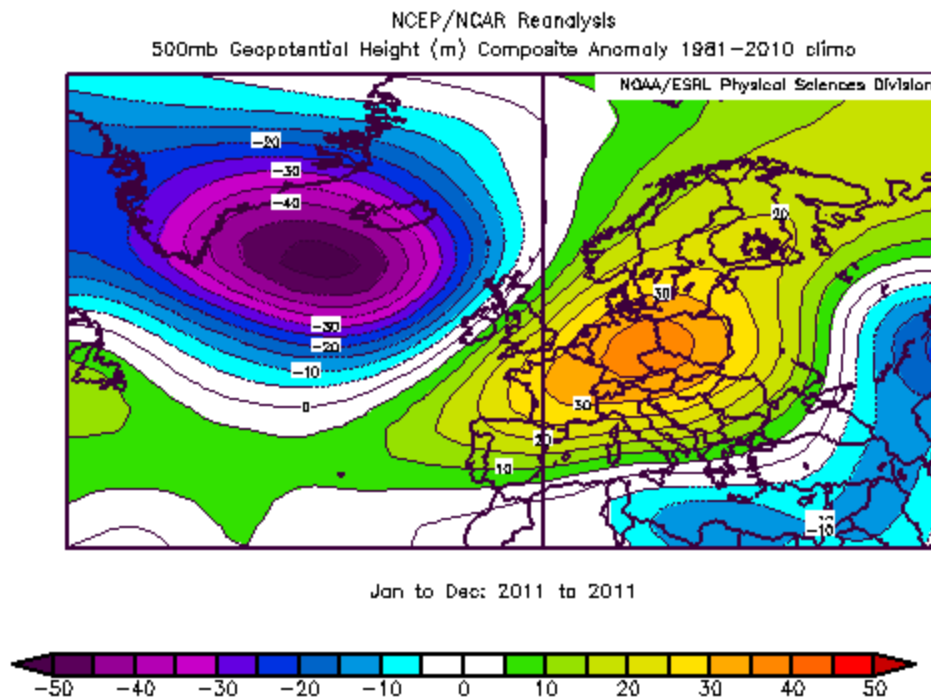 NCEP/NCAR Reanalysis
500mb Geopotential Height (m) Composite Anomaly 1981-2010 climo
NOAA/ESRL Physical Sciences Division
-20
-30
-40
20
30
-30
-20
-10
0
30
20
10
-10
Jan to Dec: 2011 to 2011
-50 -40 -30 -20 -10 0 10 20 30 40 50